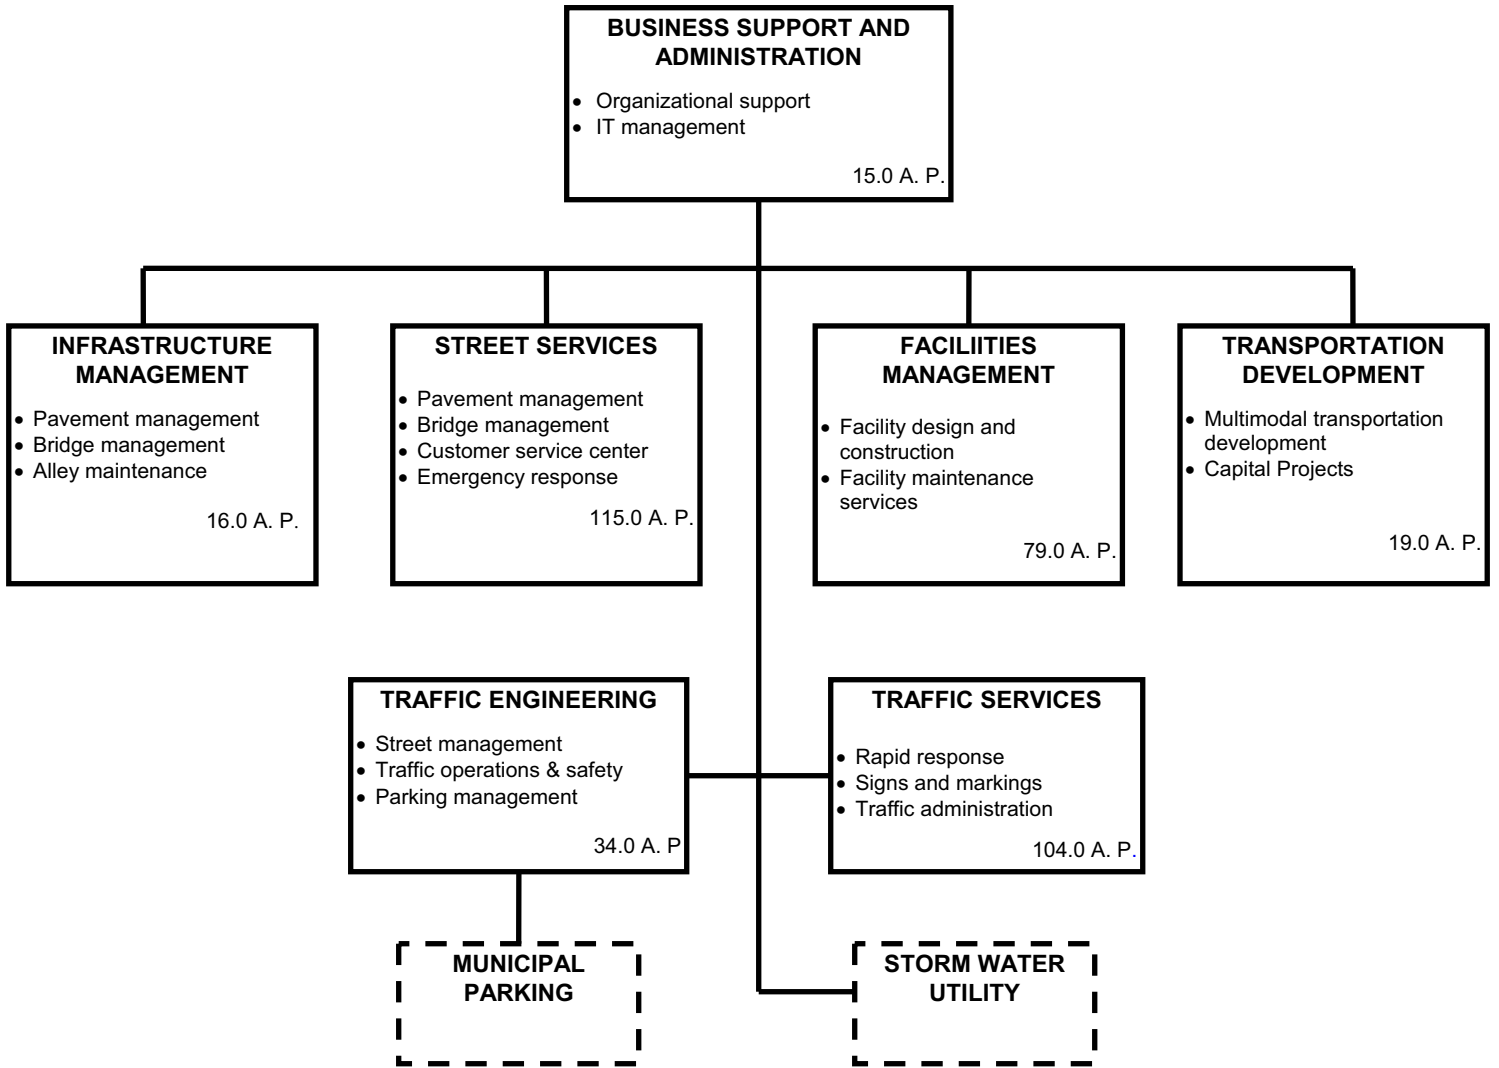 BUSINESS SUPPORT AND
ADMINISTRATION
• Organizational support
• IT management
15.0 A. P.
INFRASTRUCTURE
MANAGEMENT
• Pavement management
• Bridge management
• Alley maintenance
16.0 A. P.
STREET SERVICES
• Pavement management
• Bridge management
• Customer service center
• Emergency response
115.0 A. P.
FACILIITIES
MANAGEMENT
• Facility design and
construction
• Facility maintenance
services
79.0 A. P.
TRANSPORTATION
DEVELOPMENT
• Multimodal transportation
development
• Capital Projects
19.0 A. P.
TRAFFIC ENGINEERING
• Street management
• Traffic operations & safety
• Parking management
34.0 A. P
TRAFFIC SERVICES
• Rapid response
• Signs and markings
• Traffic administration
104.0 A. P.
MUNICIPAL
PARKING
STORM WATER
UTILITY